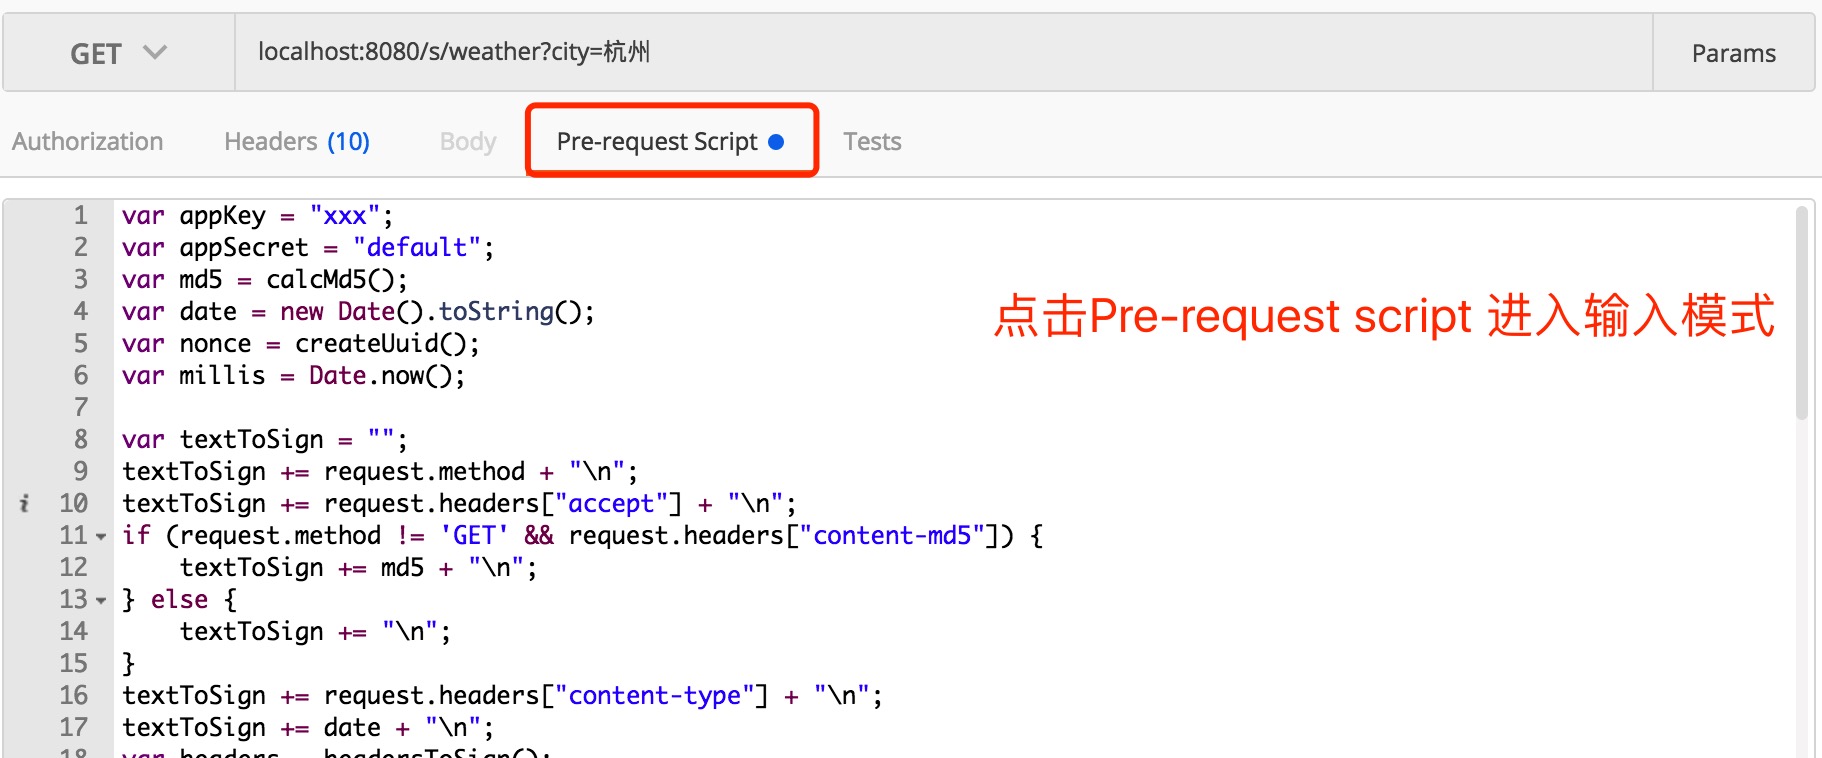 GET localhost:8080/s/weather?city=杭州 Params
Authorization Headers (10) Body Pre-request Script Tests
1 var appKey = "xxx";
2 var appSecret = "default";
3 var md5 = calcMd5();
4 var date = new Date().toString();
点击Pre-request script 进入输入模式
5 var nonce = createUuid();
6 var millis = Date.now();
7
8 var textToSign = "";
9 textToSign += request.method + "\n";
i 10 textToSign += request.headers["accept"] + "\n";
11 if (request.method != 'GET' && request.headers["content-md5"]) {
12 textToSign += md5 + "\n";
13 } else {
14 textToSign += "\n";
15 }
16 textToSign += request.headers["content-type"] + "\n";
17 textToSign += date + "\n";
18 var headers = headersToSign();